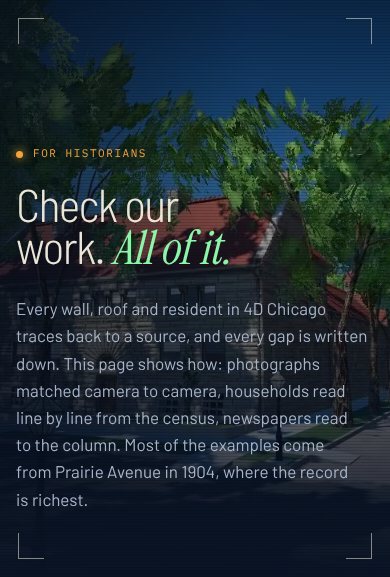 FOR HISTORIANS
Check our
work. All of it.
Every wall, roof and resident in 4D Chicago
traces back to a source, and every gap is written
down. This page shows how: photographs
matched camera to camera, households read
line by line from the census, newspapers read
to the column. Most of the examples come
from Prairie Avenue in 1904, where the record
is richest.